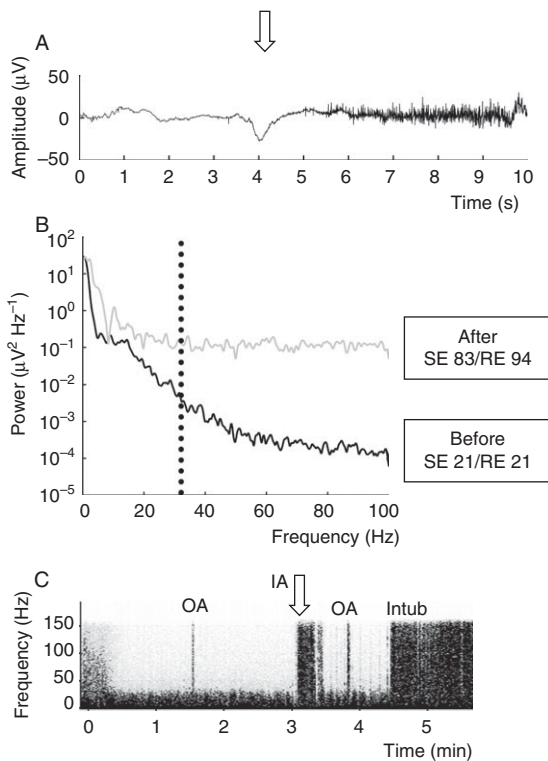 A
Amplitude (µV)
50
0
–50
0 1 2 3 4 5 6 7 8 9 10
Time (s)
B
Power (µV² Hz⁻¹)
10²
10¹
10⁰
10⁻¹
10⁻²
10⁻³
10⁻⁴
10⁻⁵
0 20 40 60 80 100
Frequency (Hz)
After
SE 83/RE 94
Before
SE 21/RE 21
C
IA
OA OA Intub
Frequency (Hz)
150
100
50
0
0 1 2 3 4 5
Time (min)